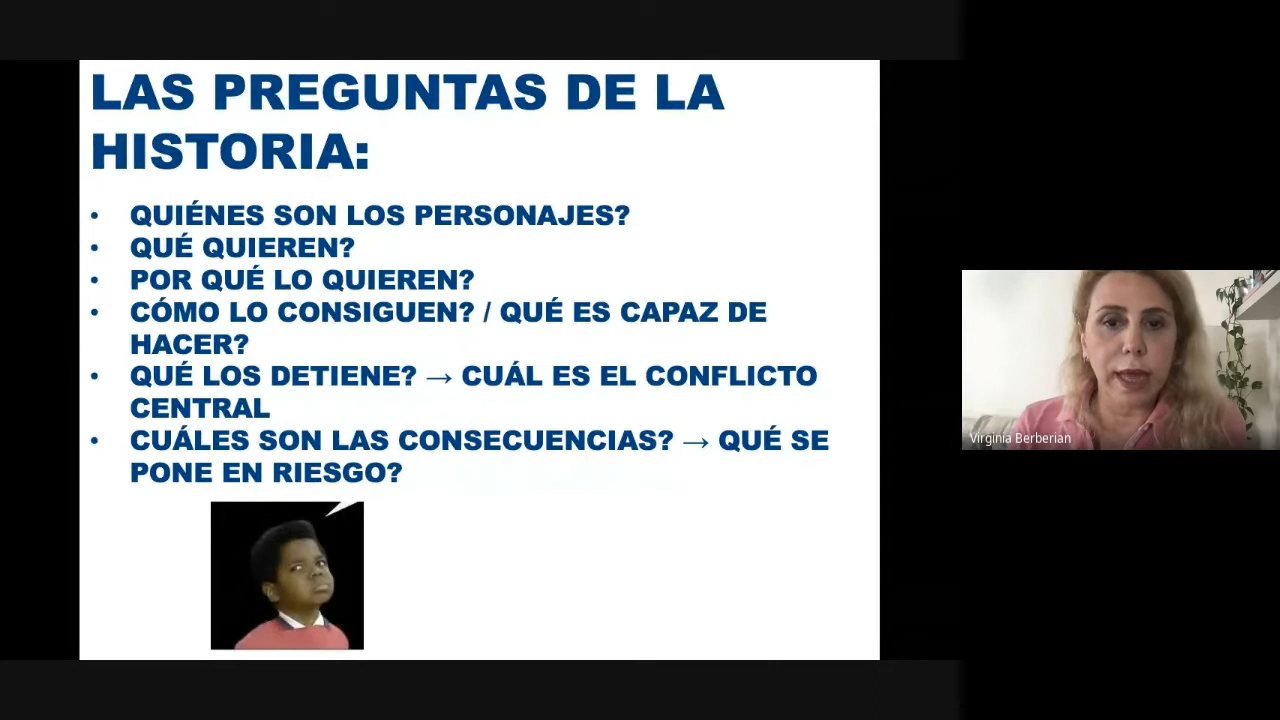 LAS PREGUNTAS DE LA
HISTORIA:
• QUIÉNES SON LOS PERSONAJES?
• QUÉ QUIEREN?
• POR QUÉ LO QUIEREN?
• CÓMO LO CONSIGUEN? / QUÉ ES CAPAZ DE
HACER?
• QUÉ LOS DETIENE? → CUÁL ES EL CONFLICTO
CENTRAL
• CUÁLES SON LAS CONSECUENCIAS? → QUÉ SE
PONE EN RIESGO?
Virginia Berberian